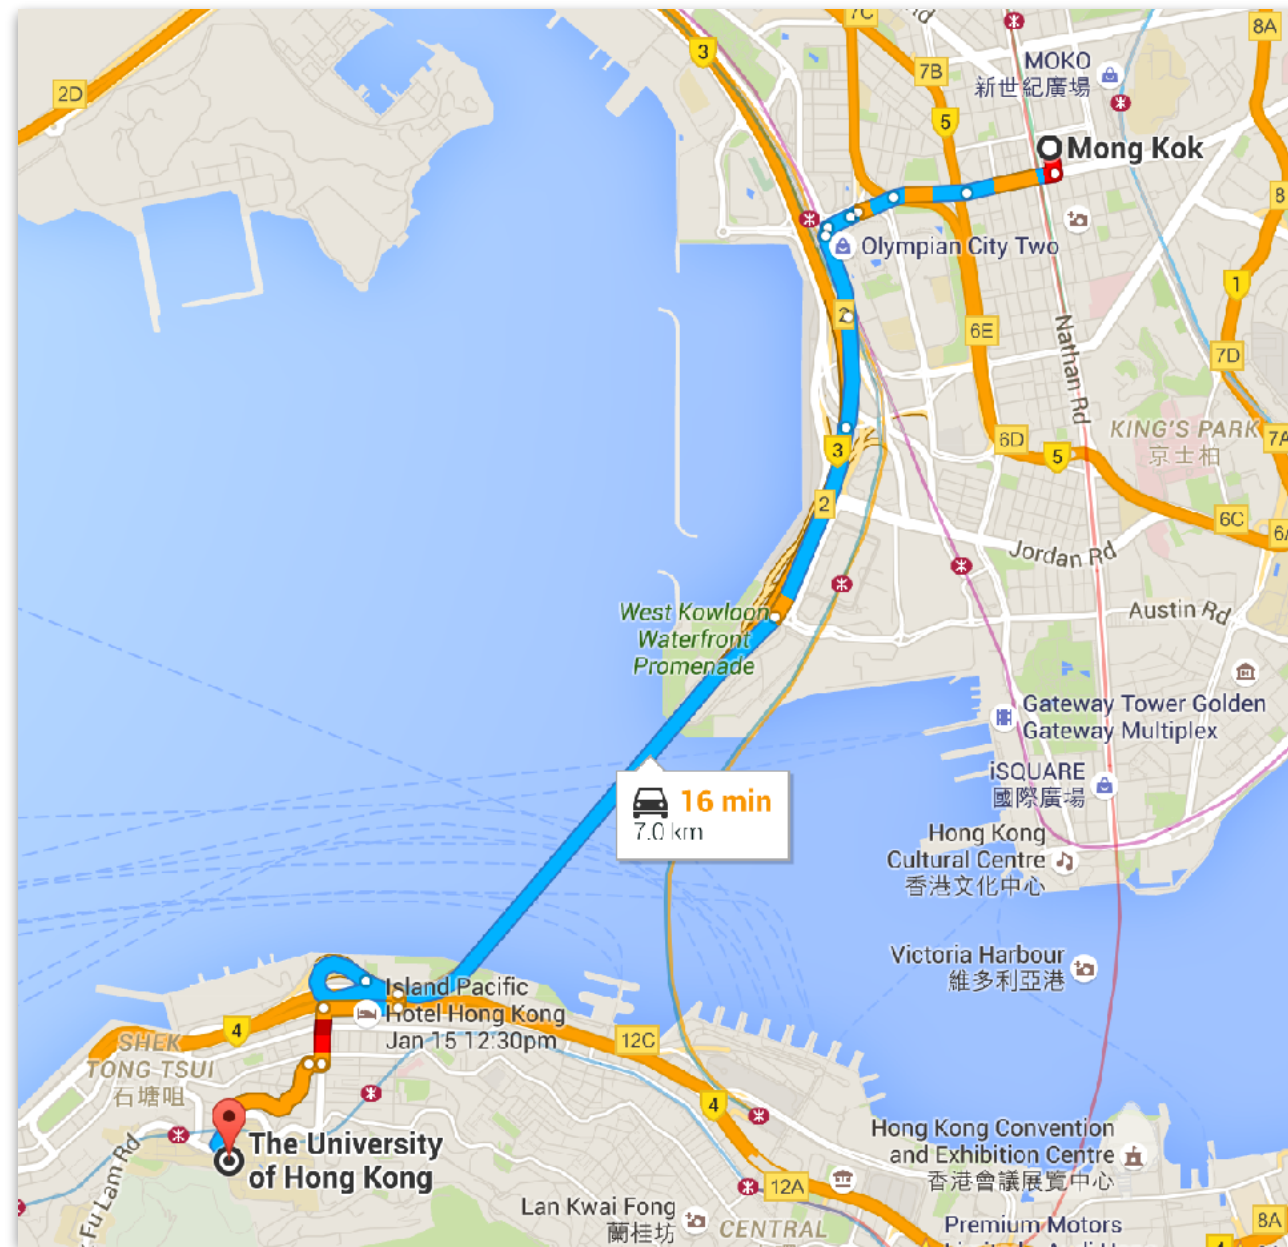 7C
8A
3
MOKO
新世紀廣場
7B
2D
5
Mong Kok
8
Olympian City Two
1
2
6E
Nathan Rd
7D
KING'S PARK
京士柏
6D
7A
3
5
2
6C
6A
Jordan Rd
Austin Rd
West Kowloon
Waterfront
Promenade
Gateway Tower Golden
Gateway Multiplex
iSQUARE
國際廣場
16 min
7.0 km
Hong Kong
Cultural Centre
香港文化中心
Victoria Harbour
維多利亞港
Island Pacific
Hotel Hong Kong
Jan 15 12:30pm
4
12C
SHEK
TONG TSUI
石塘咀
4
The University
of Hong Kong
Fu Lam Rd
Hong Kong Convention
and Exhibition Centre
香港會議展覽中心
12A
Lan Kwai Fong
蘭桂坊
CENTRAL
Premium Motors
8A
4